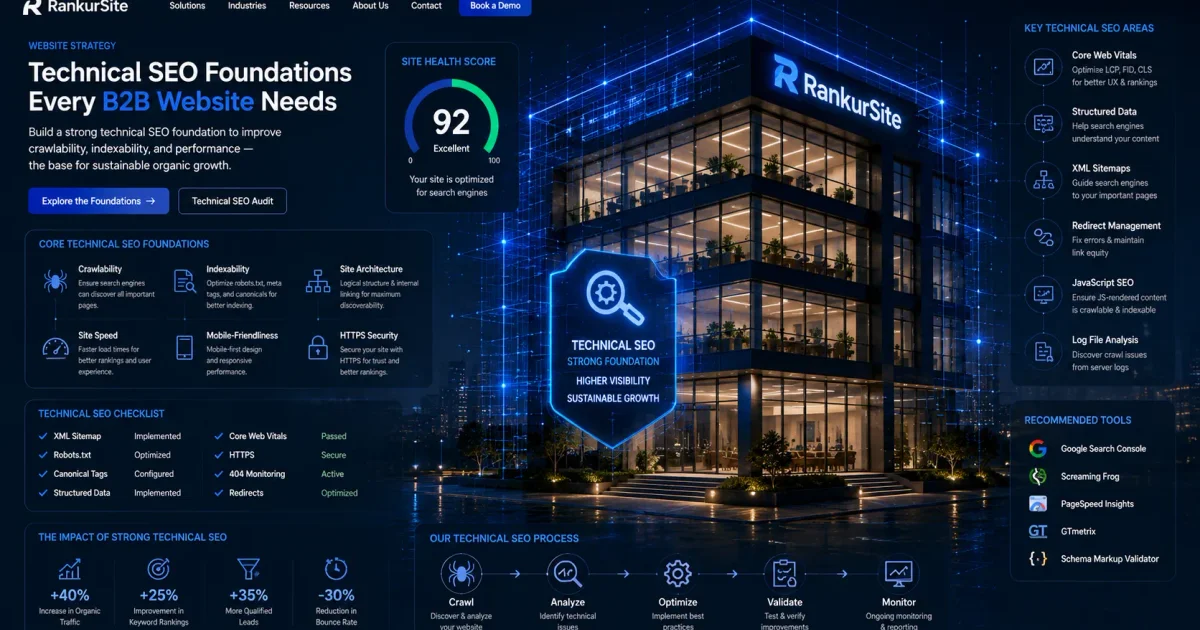 RankurSite
Solutions
Industries
Resources
About Us
Contact
Book a Demo
WEBSITE STRATEGY
Technical SEO Foundations
Every B2B Website Needs
Build a strong technical SEO foundation to improve
crawlability, indexability, and performance —
the base for sustainable organic growth.
Explore the Foundations →
Technical SEO Audit
SITE HEALTH SCORE
92
Excellent
0
100
Your site is optimized
for search engines
CORE TECHNICAL SEO FOUNDATIONS
Crawlability
Ensure search engines
can discover all important
pages.
Indexability
Optimize robots.txt, meta
tags, and canonicals for
better indexing.
Site Architecture
Logical structure & internal
linking for maximum
discoverability.
Site Speed
Faster load times for
better rankings and user
experience.
Mobile-Friendliness
Mobile-first design
and responsive
performance.
HTTPS Security
Secure your site with
HTTPS for trust and
better rankings.
TECHNICAL SEO CHECKLIST
XML Sitemap
Implemented
Robots.txt
Optimized
Canonical Tags
Configured
Structured Data
Implemented
Core Web Vitals
Passed
HTTPS
Secure
404 Monitoring
Active
Redirects
Optimized
THE IMPACT OF STRONG TECHNICAL SEO
+40%
Increase in Organic
Traffic
+25%
Improvement in
Keyword Rankings
+35%
More Qualified
Leads
-30%
Reduction in
Bounce Rate
RankurSite
TECHNICAL SEO
STRONG FOUNDATION
HIGHER VISIBILITY
SUSTAINABLE GROWTH
OUR TECHNICAL SEO PROCESS
Crawl
Discover & analyze
your website
Analyze
Identify technical
issues
Optimize
Implement best
practices
Validate
Test & verify
improvements
Monitor
Ongoing monitoring
& reporting
KEY TECHNICAL SEO AREAS
Core Web Vitals
Optimize LCP, FID, CLS
for better UX & rankings
Structured Data
Help search engines
understand your content
XML Sitemaps
Guide search engines
to your important pages
Redirect Management
Fix errors & maintain
link equity
JavaScript SEO
Ensure JS-rendered content
is crawlable & indexable
Log File Analysis
Discover crawl issues
from server logs
RECOMMENDED TOOLS
Google Search Console
Screaming Frog
PageSpeed Insights
GT
GTmetrix
Schema Markup Validator